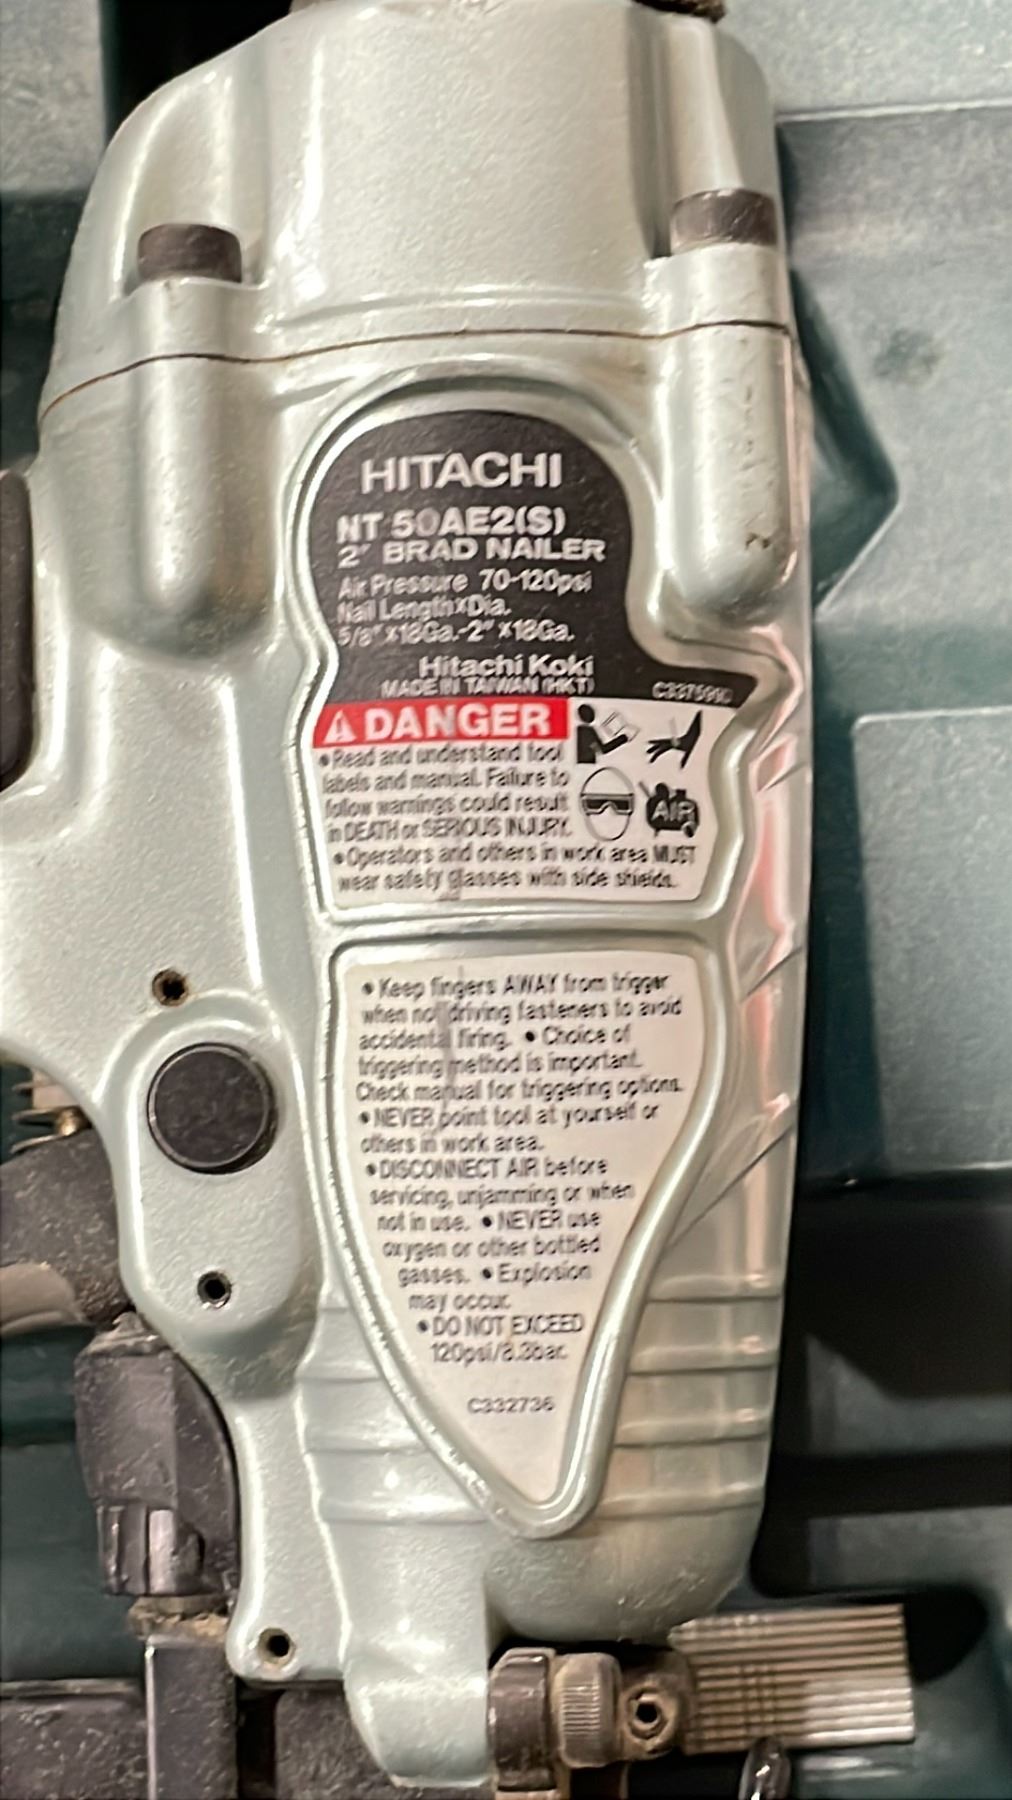 HITACHI
NT 50AE2(S)
2" BRAD NAILER
Air Pressure 70-120psi
Nail Length×Dia.
5/8" ×18Ga.-2" ×18Ga.
Hitachi Koki
MADE IN TAIWAN (HKT)
DANGER
•Read and understand tool
labels and manual. Failure to
follow warnings could result
in DEATH or SERIOUS INJURY.
AIR
•Operators and others in work area MUST
wear safety glasses with side shields.
•Keep fingers AWAY from trigger
when not driving fasteners to avoid
accidental firing. •Choice of
triggering method is important.
Check manual for triggering options.
•NEVER point tool at yourself or
others in work area.
•DISCONNECT AIR before
servicing, unjamming or when
not in use. •NEVER use
oxygen or other bottled
gasses. •Explosion
may occur.
•DO NOT EXCEED
120psi/8.3bar.
C332736